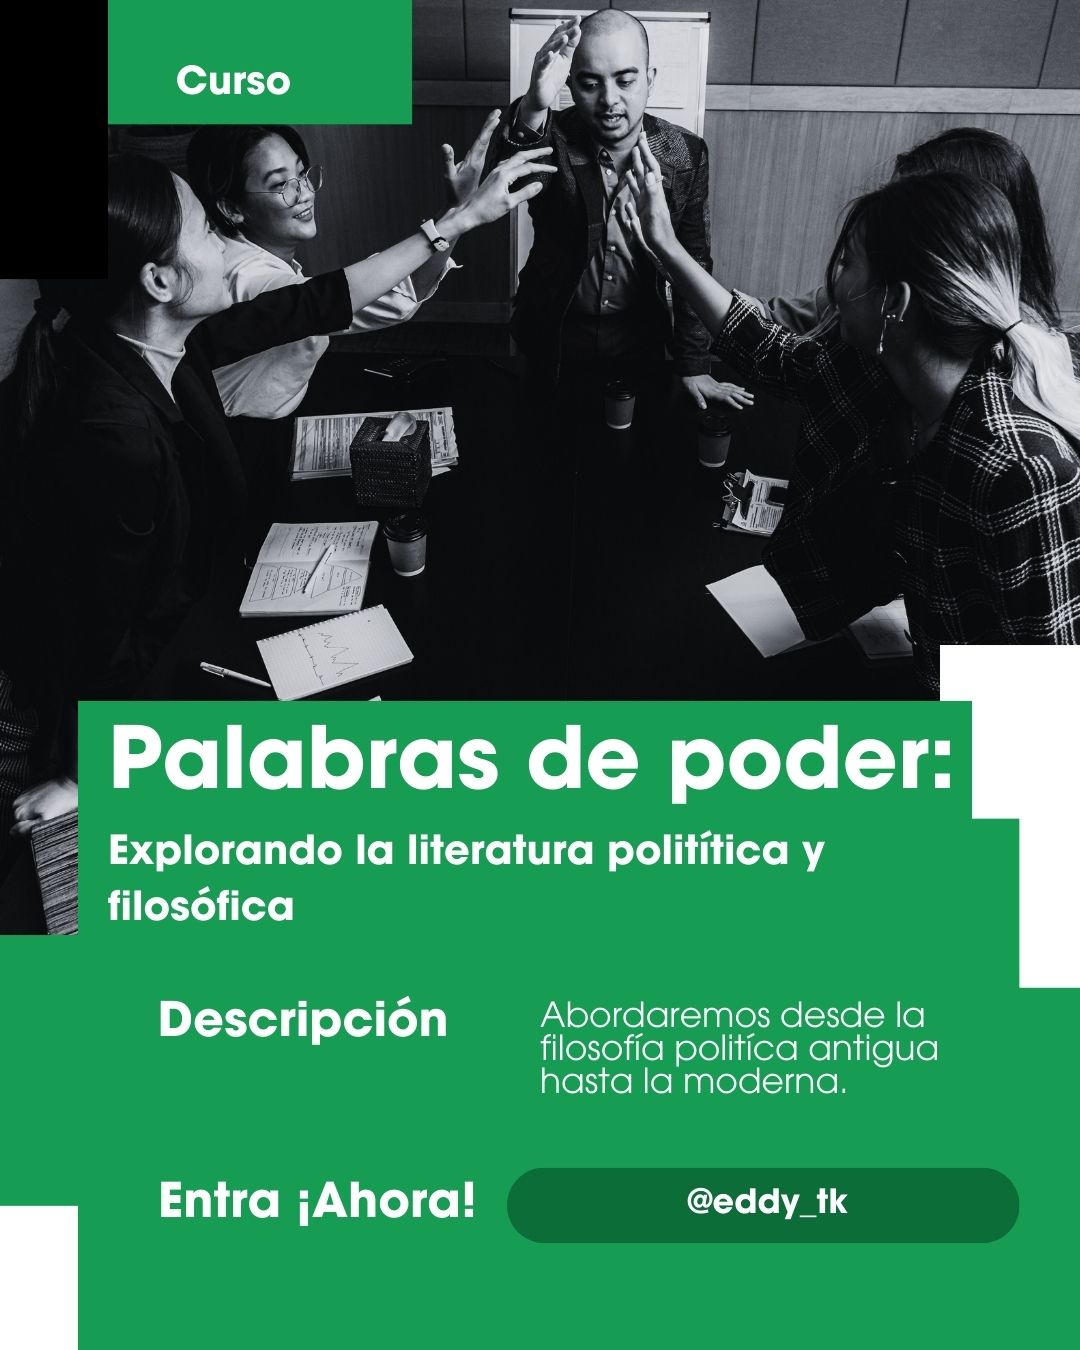 Curso
Palabras de poder:
Explorando la literatura politítica y
filosófica
Descripción
Abordaremos desde la
filosofía politíca antigua
hasta la moderna.
Entra ¡Ahora!
@eddy_tk